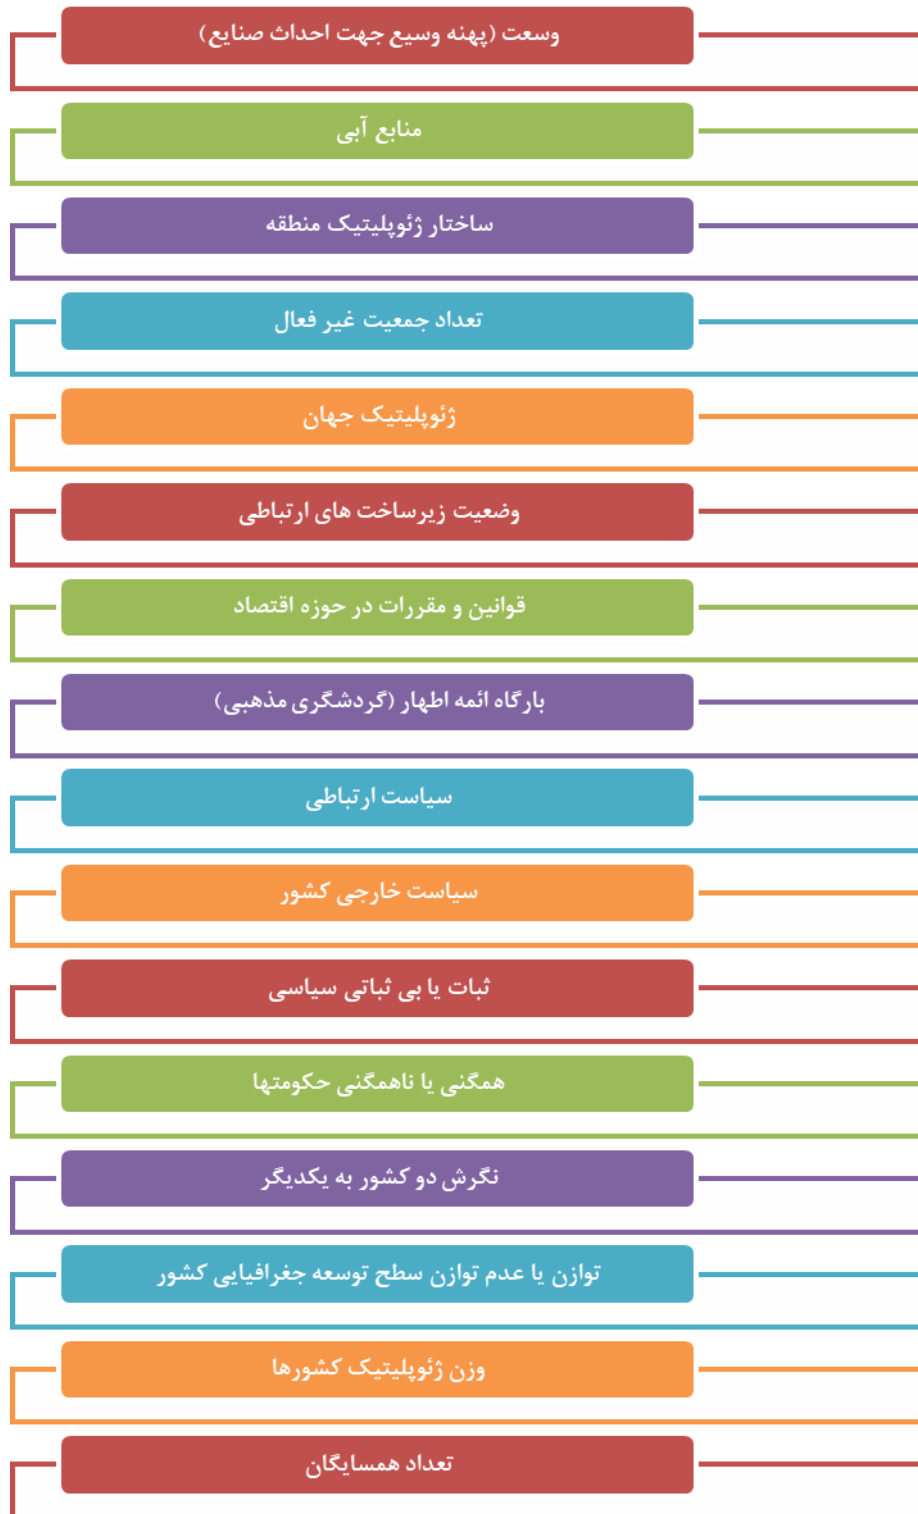 وسعت (پهنه وسیع جهت احداث صنایع)
منابع آبی
ساختار ژئوپلیتیک منطقه
تعداد جمعیت غیر فعال
ژئوپلیتیک جهان
وضعیت زیرساخت های ارتباطی
قوانین و مقررات در حوزه اقتصاد
بارگاه ائمه اطهار (گردشگری مذهبی)
سیاست ارتباطی
سیاست خارجی کشور
ثبات یا بی ثباتی سیاسی
همگنی یا ناهمگنی حکومتها
نگرش دو کشور به یکدیگر
توازن یا عدم توازن سطح توسعه جغرافیایی کشور
وزن ژئوپلیتیک کشورها
تعداد همسایگان